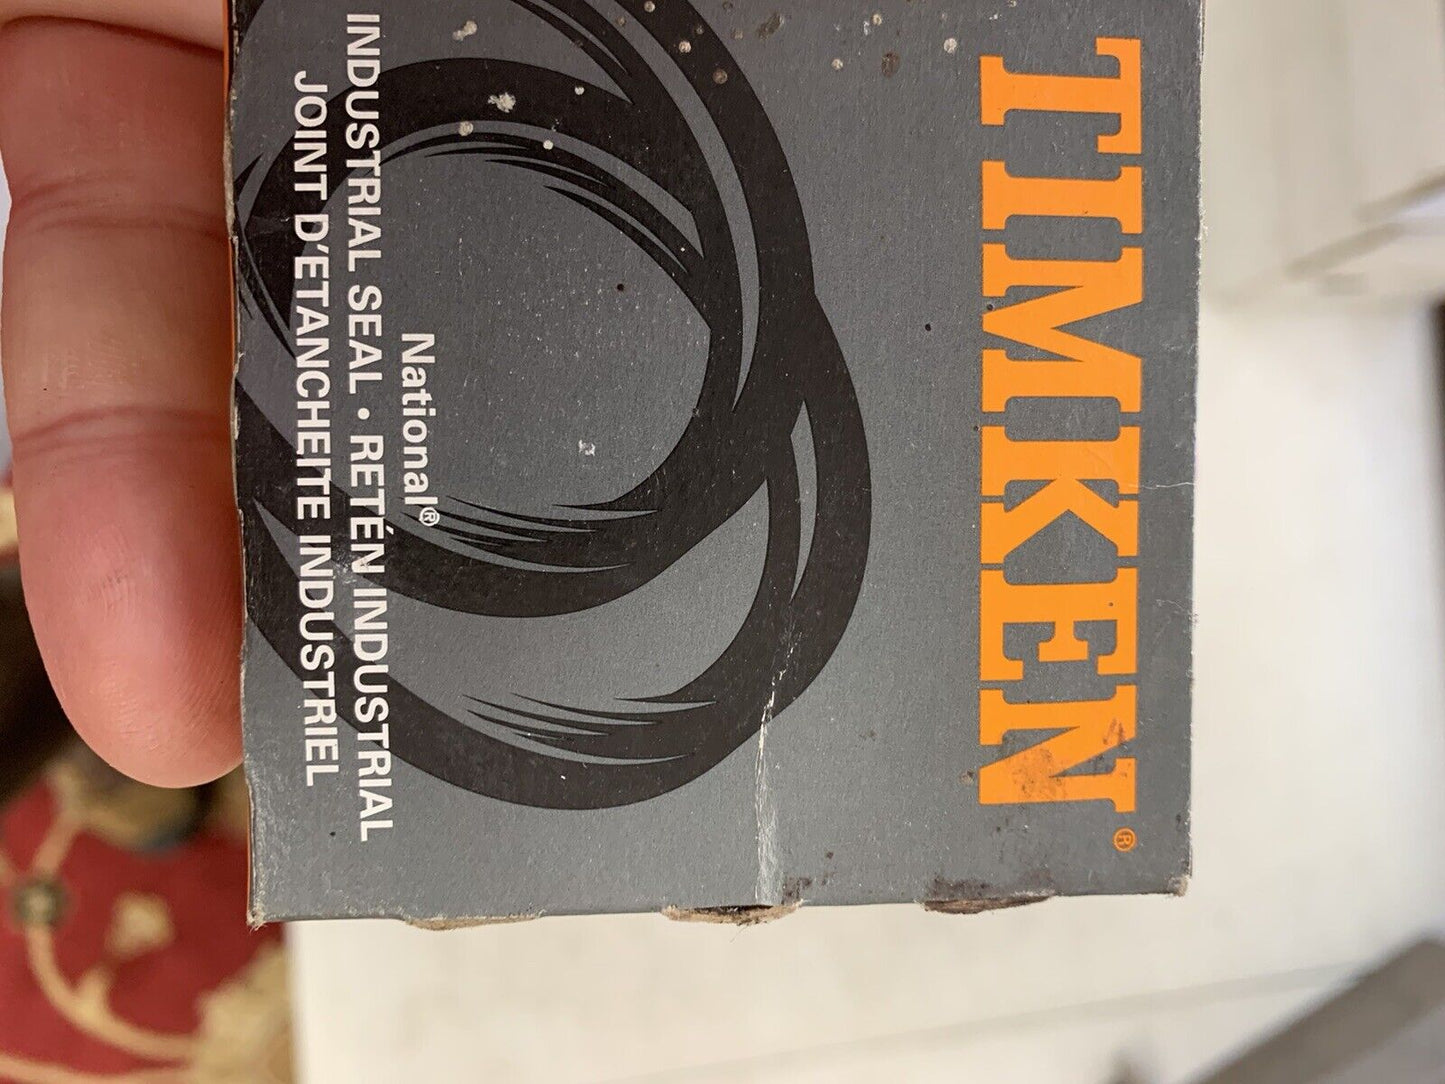 TIMKEN®
National®
INDUSTRIAL SEAL • RETÉN INDUSTRIAL
JOINT D'ETANCHEITE INDUSTRIEL